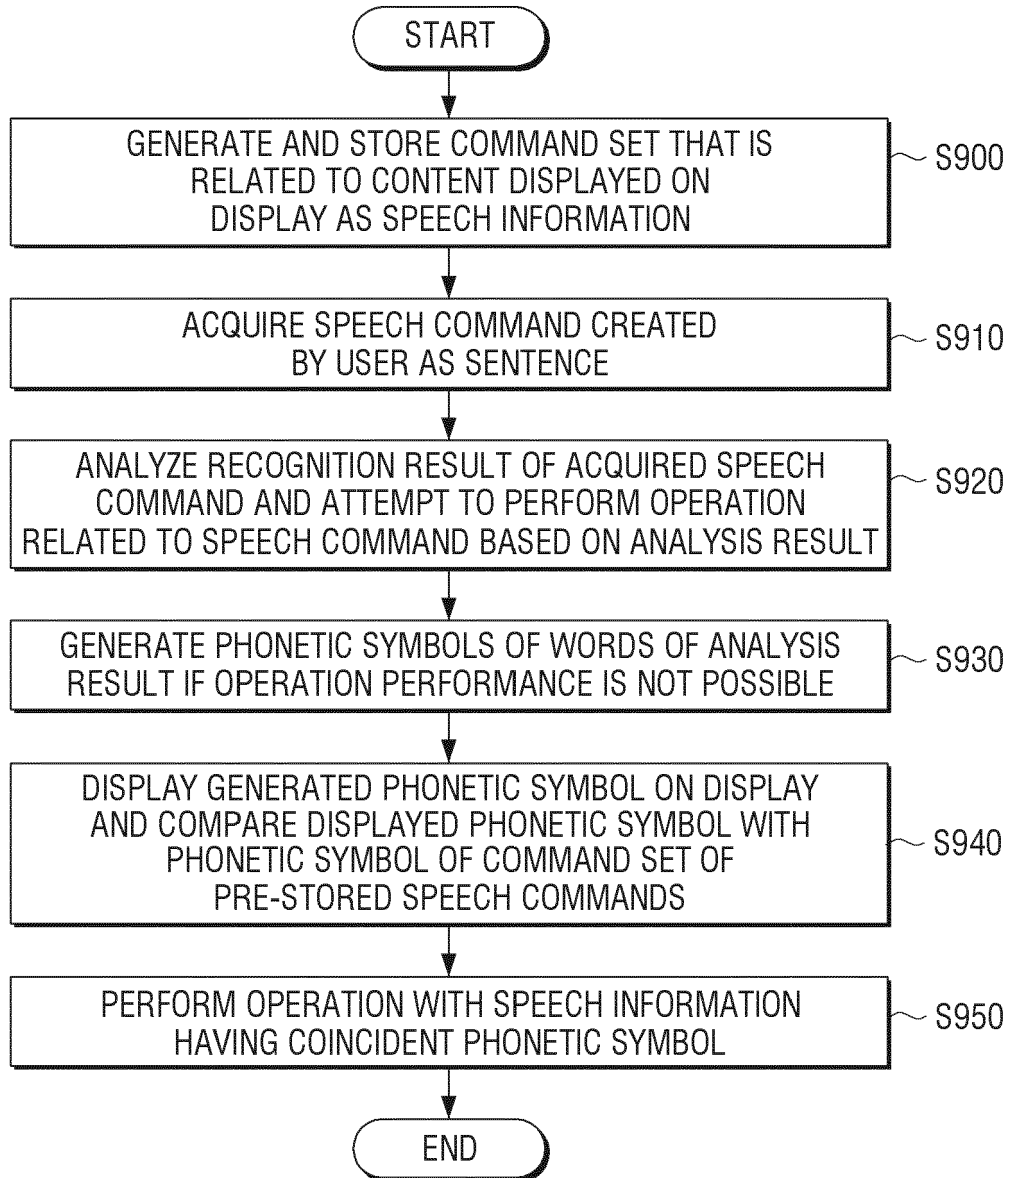 START
GENERATE AND STORE COMMAND SET THAT IS
RELATED TO CONTENT DISPLAYED ON
DISPLAY AS SPEECH INFORMATION
S900
ACQUIRE SPEECH COMMAND CREATED
BY USER AS SENTENCE
S910
ANALYZE RECOGNITION RESULT OF ACQUIRED SPEECH
COMMAND AND ATTEMPT TO PERFORM OPERATION
RELATED TO SPEECH COMMAND BASED ON ANALYSIS RESULT
S920
GENERATE PHONETIC SYMBOLS OF WORDS OF ANALYSIS
RESULT IF OPERATION PERFORMANCE IS NOT POSSIBLE
S930
DISPLAY GENERATED PHONETIC SYMBOL ON DISPLAY
AND COMPARE DISPLAYED PHONETIC SYMBOL WITH
PHONETIC SYMBOL OF COMMAND SET OF
PRE-STORED SPEECH COMMANDS
S940
PERFORM OPERATION WITH SPEECH INFORMATION
HAVING COINCIDENT PHONETIC SYMBOL
S950
END